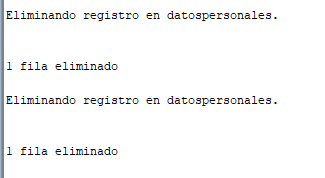 Eliminando registro en datospersonales.
1 fila eliminado
Eliminando registro en datospersonales.
1 fila eliminado